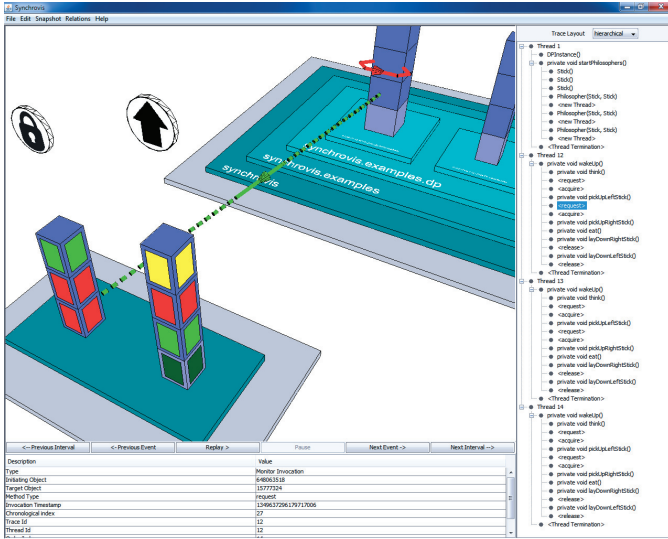 Synchrovis
File Edit Snapshot Relations Help
synchrovis.examples.dp
synchrovis.examples
synchrovis
<-- Previous Interval
<- Previous Event
Replay >
Pause
Next Event ->
Next Interval -->
Description Value
Type Monitor Invocation
Initiating Object 648063518
Target Object 15777324
Method Type request
Invocation Timestamp 1349637296179717006
Chronological index 27
Trace Id 12
Thread Id 12
Trace Layout hierarchical
Thread 1
DPInstance()
private void startPhilosophers()
Stick()
Stick()
Stick()
Philosopher(Stick, Stick)
<new Thread>
Philosopher(Stick, Stick)
<new Thread>
Philosopher(Stick, Stick)
<new Thread>
<Thread Termination>
Thread 12
private void wakeUp()
private void think()
<request>
<acquire>
private void pickUpLeftStick()
<request>
<acquire>
private void pickUpRightStick()
private void eat()
private void layDownRightStick()
<release>
private void layDownLeftStick()
<release>
<Thread Termination>
Thread 13
private void wakeUp()
private void think()
<request>
<acquire>
private void pickUpLeftStick()
<request>
<acquire>
private void pickUpRightStick()
private void eat()
private void layDownRightStick()
<release>
private void layDownLeftStick()
<release>
<Thread Termination>
Thread 14
private void wakeUp()
private void think()
<request>
<acquire>
private void pickUpLeftStick()
<request>
<acquire>
private void pickUpRightStick()
private void eat()
private void layDownRightStick()
<release>
private void layDownLeftStick()
<release>
<Thread Termination>